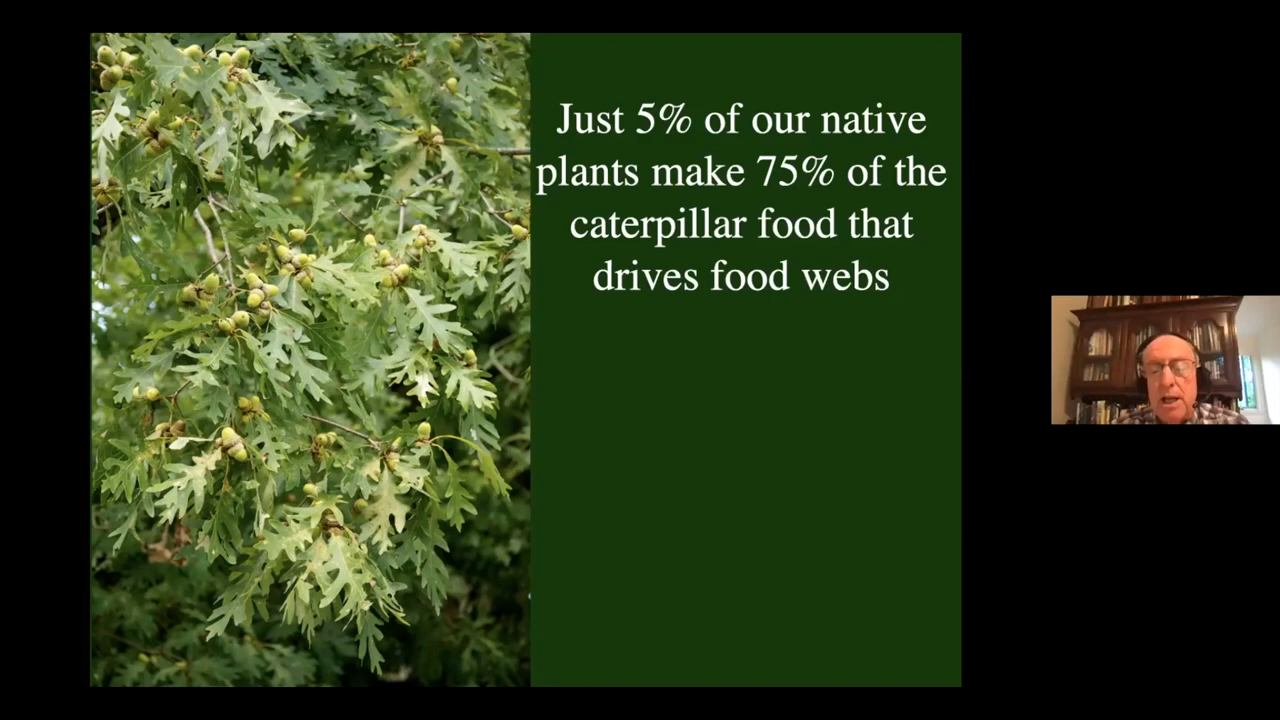 Just 5% of our native
plants make 75% of the
caterpillar food that
drives food webs